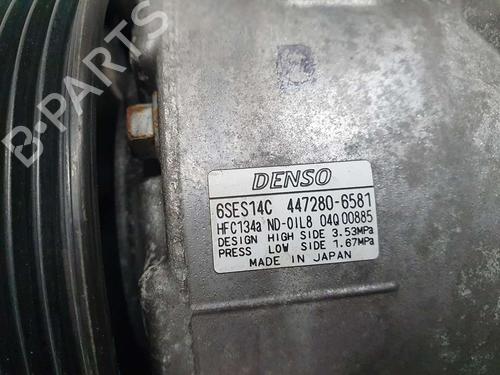 DENSO
6SES14C 447280-6581
HFC134a ND-OIL8 04Q00885
DESIGN HIGH SIDE 3.53MPa
PRESS LOW SIDE 1.67MPa
MADE IN JAPAN
B-PARTS